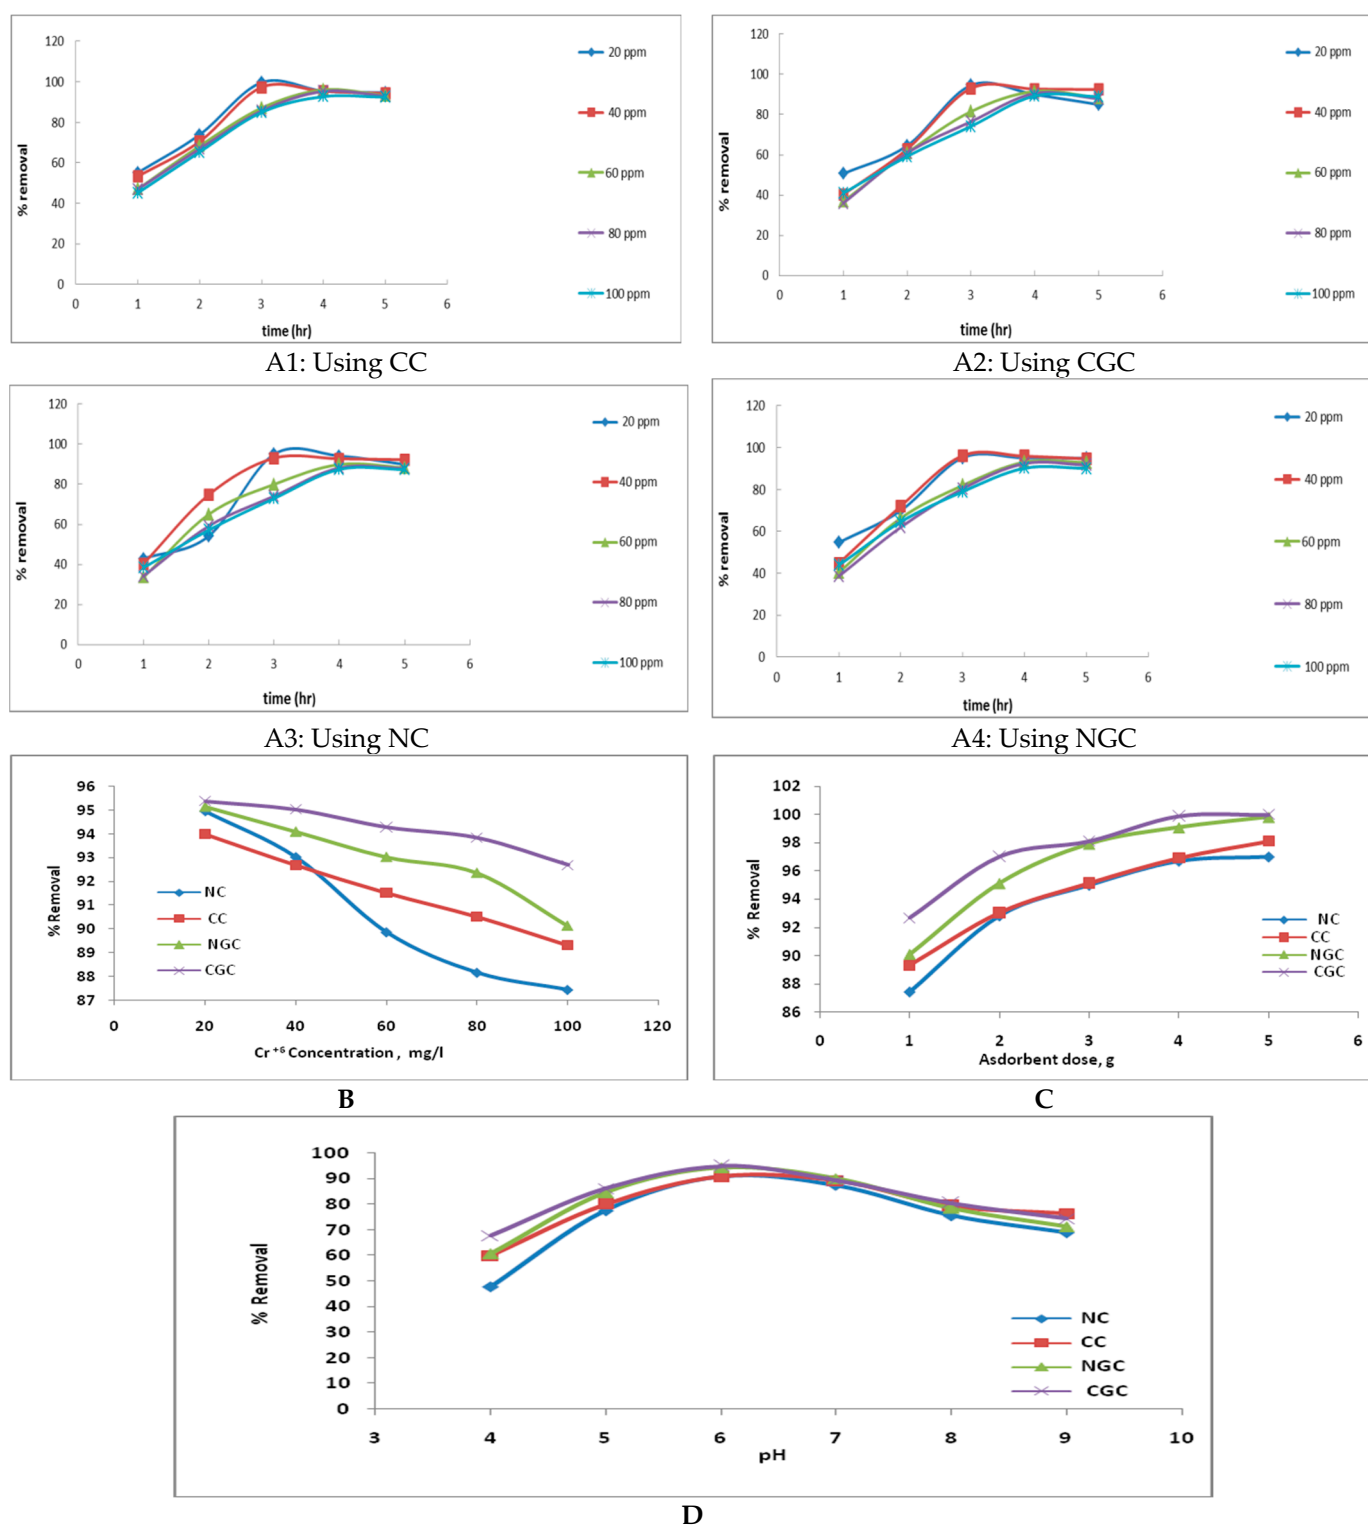 120
100
80
60
40
20
0
% removal
0 1 2 3 4 5 6
time (hr)
20 ppm
40 ppm
60 ppm
80 ppm
100 ppm
A1: Using CC
120
100
80
60
40
20
0
% removal
0 1 2 3 4 5 6
time (hr)
20 ppm
40 ppm
60 ppm
80 ppm
100 ppm
A2: Using CGC
120
100
80
60
40
20
0
% removal
0 1 2 3 4 5 6
time (hr)
20 ppm
40 ppm
60 ppm
80 ppm
100 ppm
A3: Using NC
120
100
80
60
40
20
0
% removal
0 1 2 3 4 5 6
time (hr)
20 ppm
40 ppm
60 ppm
80 ppm
100 ppm
A4: Using NGC
96
95
94
93
92
91
90
89
88
87
%Removal
NC
CC
NGC
CGC
0 20 40 60 80 100 120
Cr +6 Concentration , mg/l
B
102
100
98
96
94
92
90
88
86
% Removal
NC
CC
NGC
CGC
0 1 2 3 4 5 6
Asdorbent dose, g
C
100
90
80
70
60
50
40
30
20
10
0
% Removal
NC
CC
NGC
CGC
3 4 5 6 7 8 9 10
pH
D